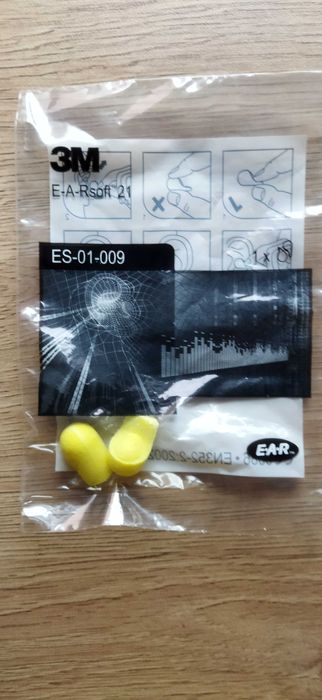 3M
E-A-Rsoft 21
1 x
ES-01-009
E·A·R
EN352-2:2002